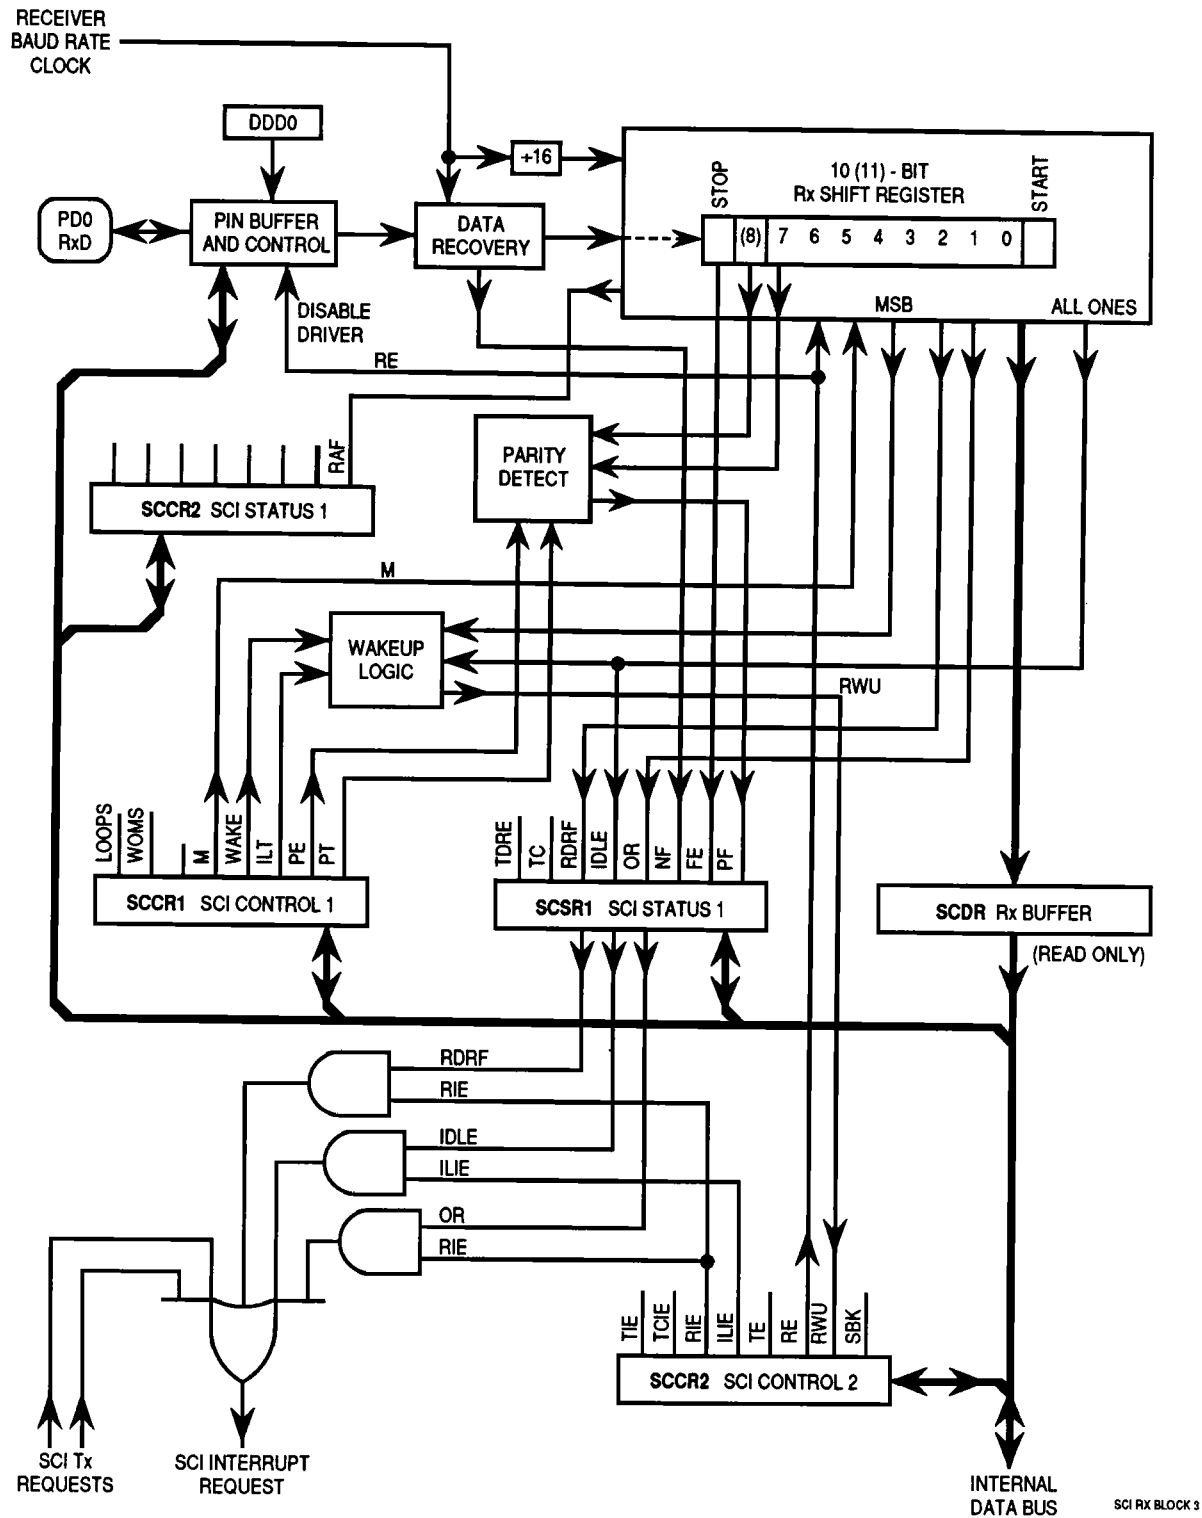 RECEIVER
BAUD RATE
CLOCK
DDD0
÷16
10 (11) - BIT
Rx SHIFT REGISTER
STOP
START
(8) 7 6 5 4 3 2 1 0
PD0
RxD
PIN BUFFER
AND CONTROL
DATA
RECOVERY
MSB
ALL ONES
DISABLE
DRIVER
RE
RAF
SCCR2 SCI STATUS 1
PARITY
DETECT
M
WAKEUP
LOGIC
RWU
LOOPS
WOMS
M
WAKE
ILT
PE
PT
SCCR1 SCI CONTROL 1
TDRE
TC
RDRF
IDLE
OR
NF
FE
PF
SCSR1 SCI STATUS 1
SCDR Rx BUFFER
(READ ONLY)
RDRF
RIE
IDLE
ILIE
OR
RIE
TIE
TCIE
RIE
ILIE
TE
RE
RWU
SBK
SCCR2 SCI CONTROL 2
SCI Tx
REQUESTS
SCI INTERRUPT
REQUEST
INTERNAL
DATA BUS
SCI RX BLOCK 3